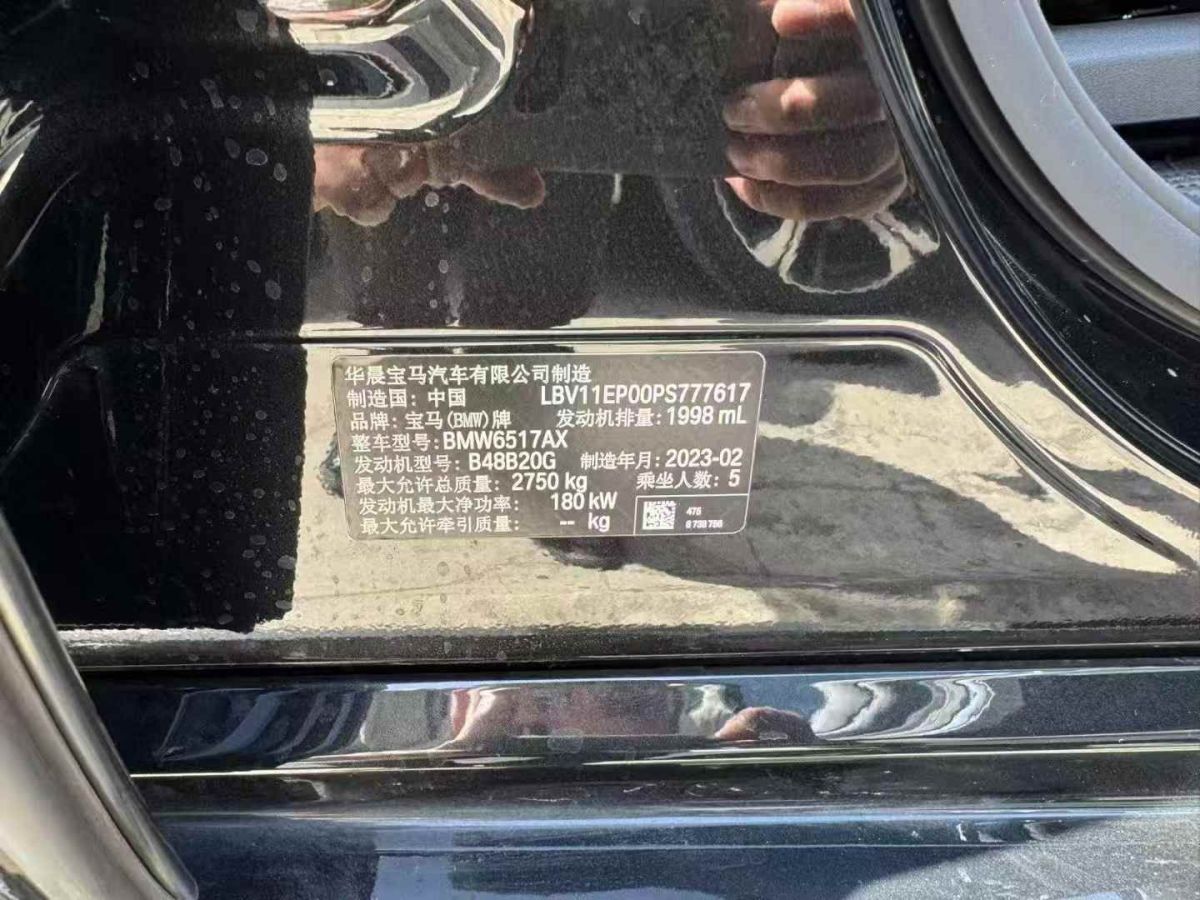 华晨宝马汽车有限公司制造
制造国：中国 LBV11EP00PS777617
品牌：宝马(BMW)牌 发动机排量：1998 mL
整车型号：BMW6517AX
发动机型号：B48B20G 制造年月：2023-02
最大允许总质量：2750 kg 乘坐人数：5
发动机最大净功率：180 kW
最大允许牵引质量：-- kg
475